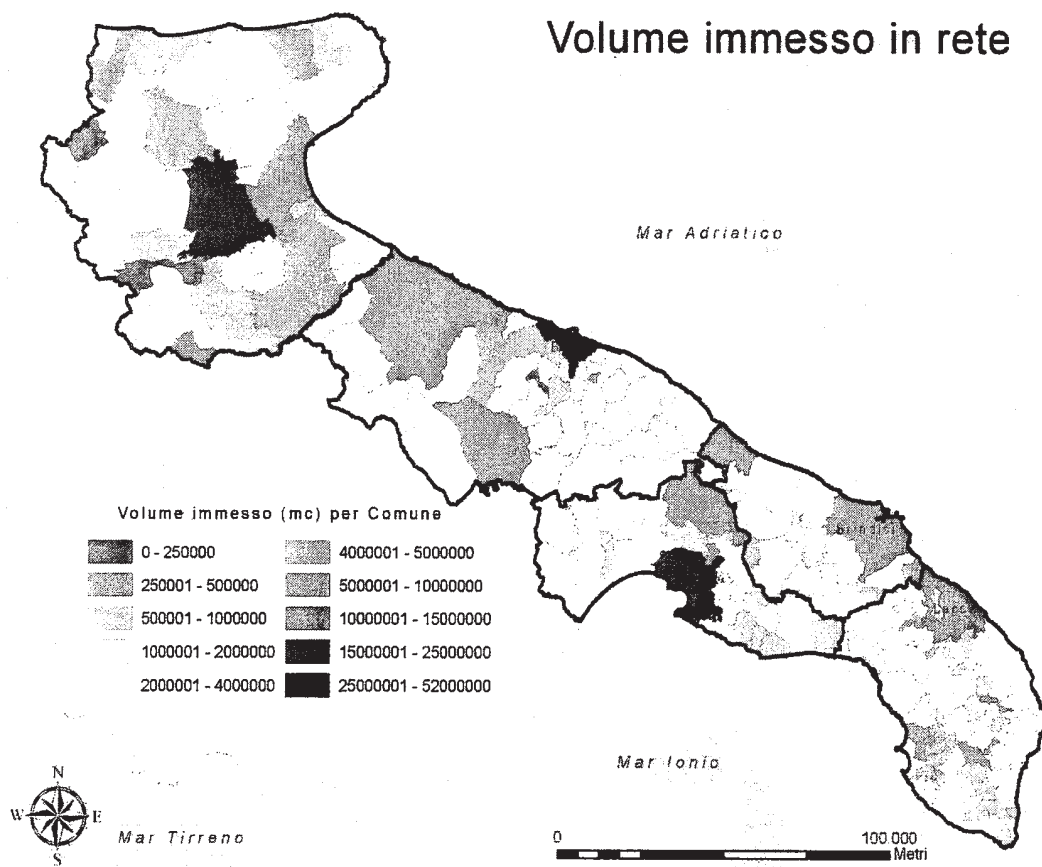 Volume immesso in rete
Mar Adriatico
Brindisi
Lecce
Volume immesso (mc) per Comune
0 - 250000
250001 - 500000
500001 - 1000000
1000001 - 2000000
2000001 - 4000000
4000001 - 5000000
5000001 - 10000000
10000001 - 15000000
15000001 - 25000000
25000001 - 52000000
Mar Ionio
N
W E
S
Mar Tirreno
0 100.000
Metri